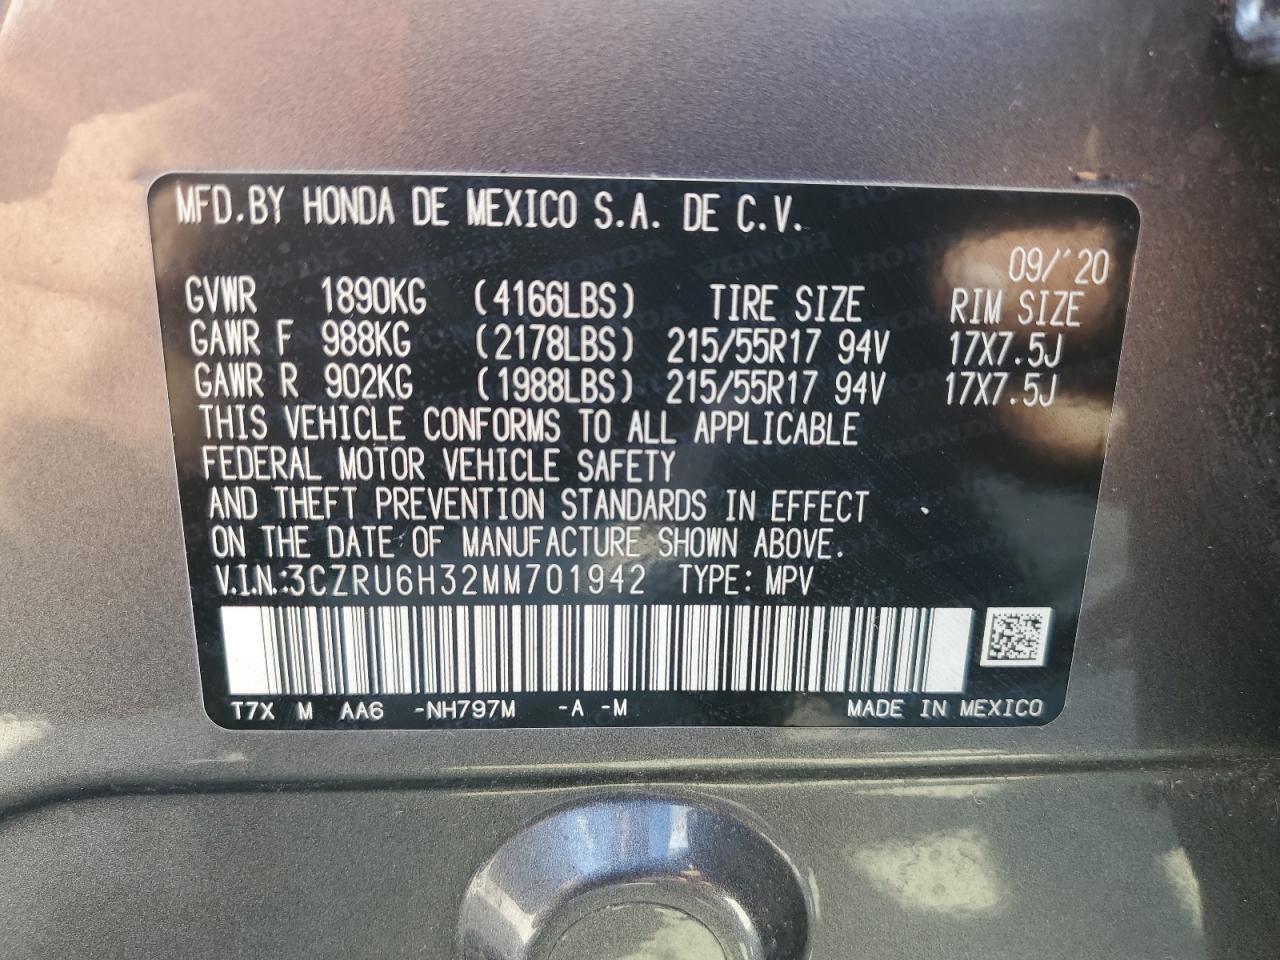 MFD.BY HONDA DE MEXICO S.A. DE C.V.
09/'20
GVWR 1890KG (4166LBS) TIRE SIZE RIM SIZE
GAWR F 988KG (2178LBS) 215/55R17 94V 17X7.5J
GAWR R 902KG (1988LBS) 215/55R17 94V 17X7.5J
THIS VEHICLE CONFORMS TO ALL APPLICABLE
FEDERAL MOTOR VEHICLE SAFETY
AND THEFT PREVENTION STANDARDS IN EFFECT
ON THE DATE OF MANUFACTURE SHOWN ABOVE.
V.I.N.:3CZRU6H32MM701942 TYPE: MPV
T7X M AA6 -NH797M -A -M MADE IN MEXICO